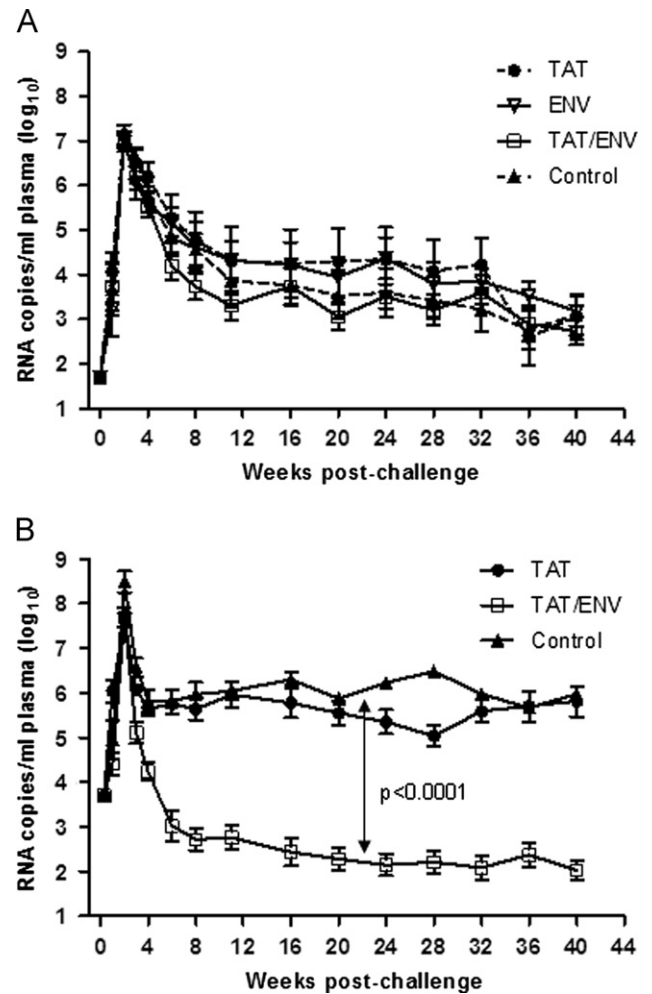 A
RNA copies/ml plasma (log10)
9
8
7
6
5
4
3
2
1
TAT
ENV
TAT/ENV
Control
0 4 8 12 16 20 24 28 32 36 40 44
Weeks post-challenge
B
RNA copies/ml plasma (log10)
9
8
7
6
5
4
3
2
1
TAT
TAT/ENV
Control
p<0.0001
0 4 8 12 16 20 24 28 32 36 40 44
Weeks post-challenge